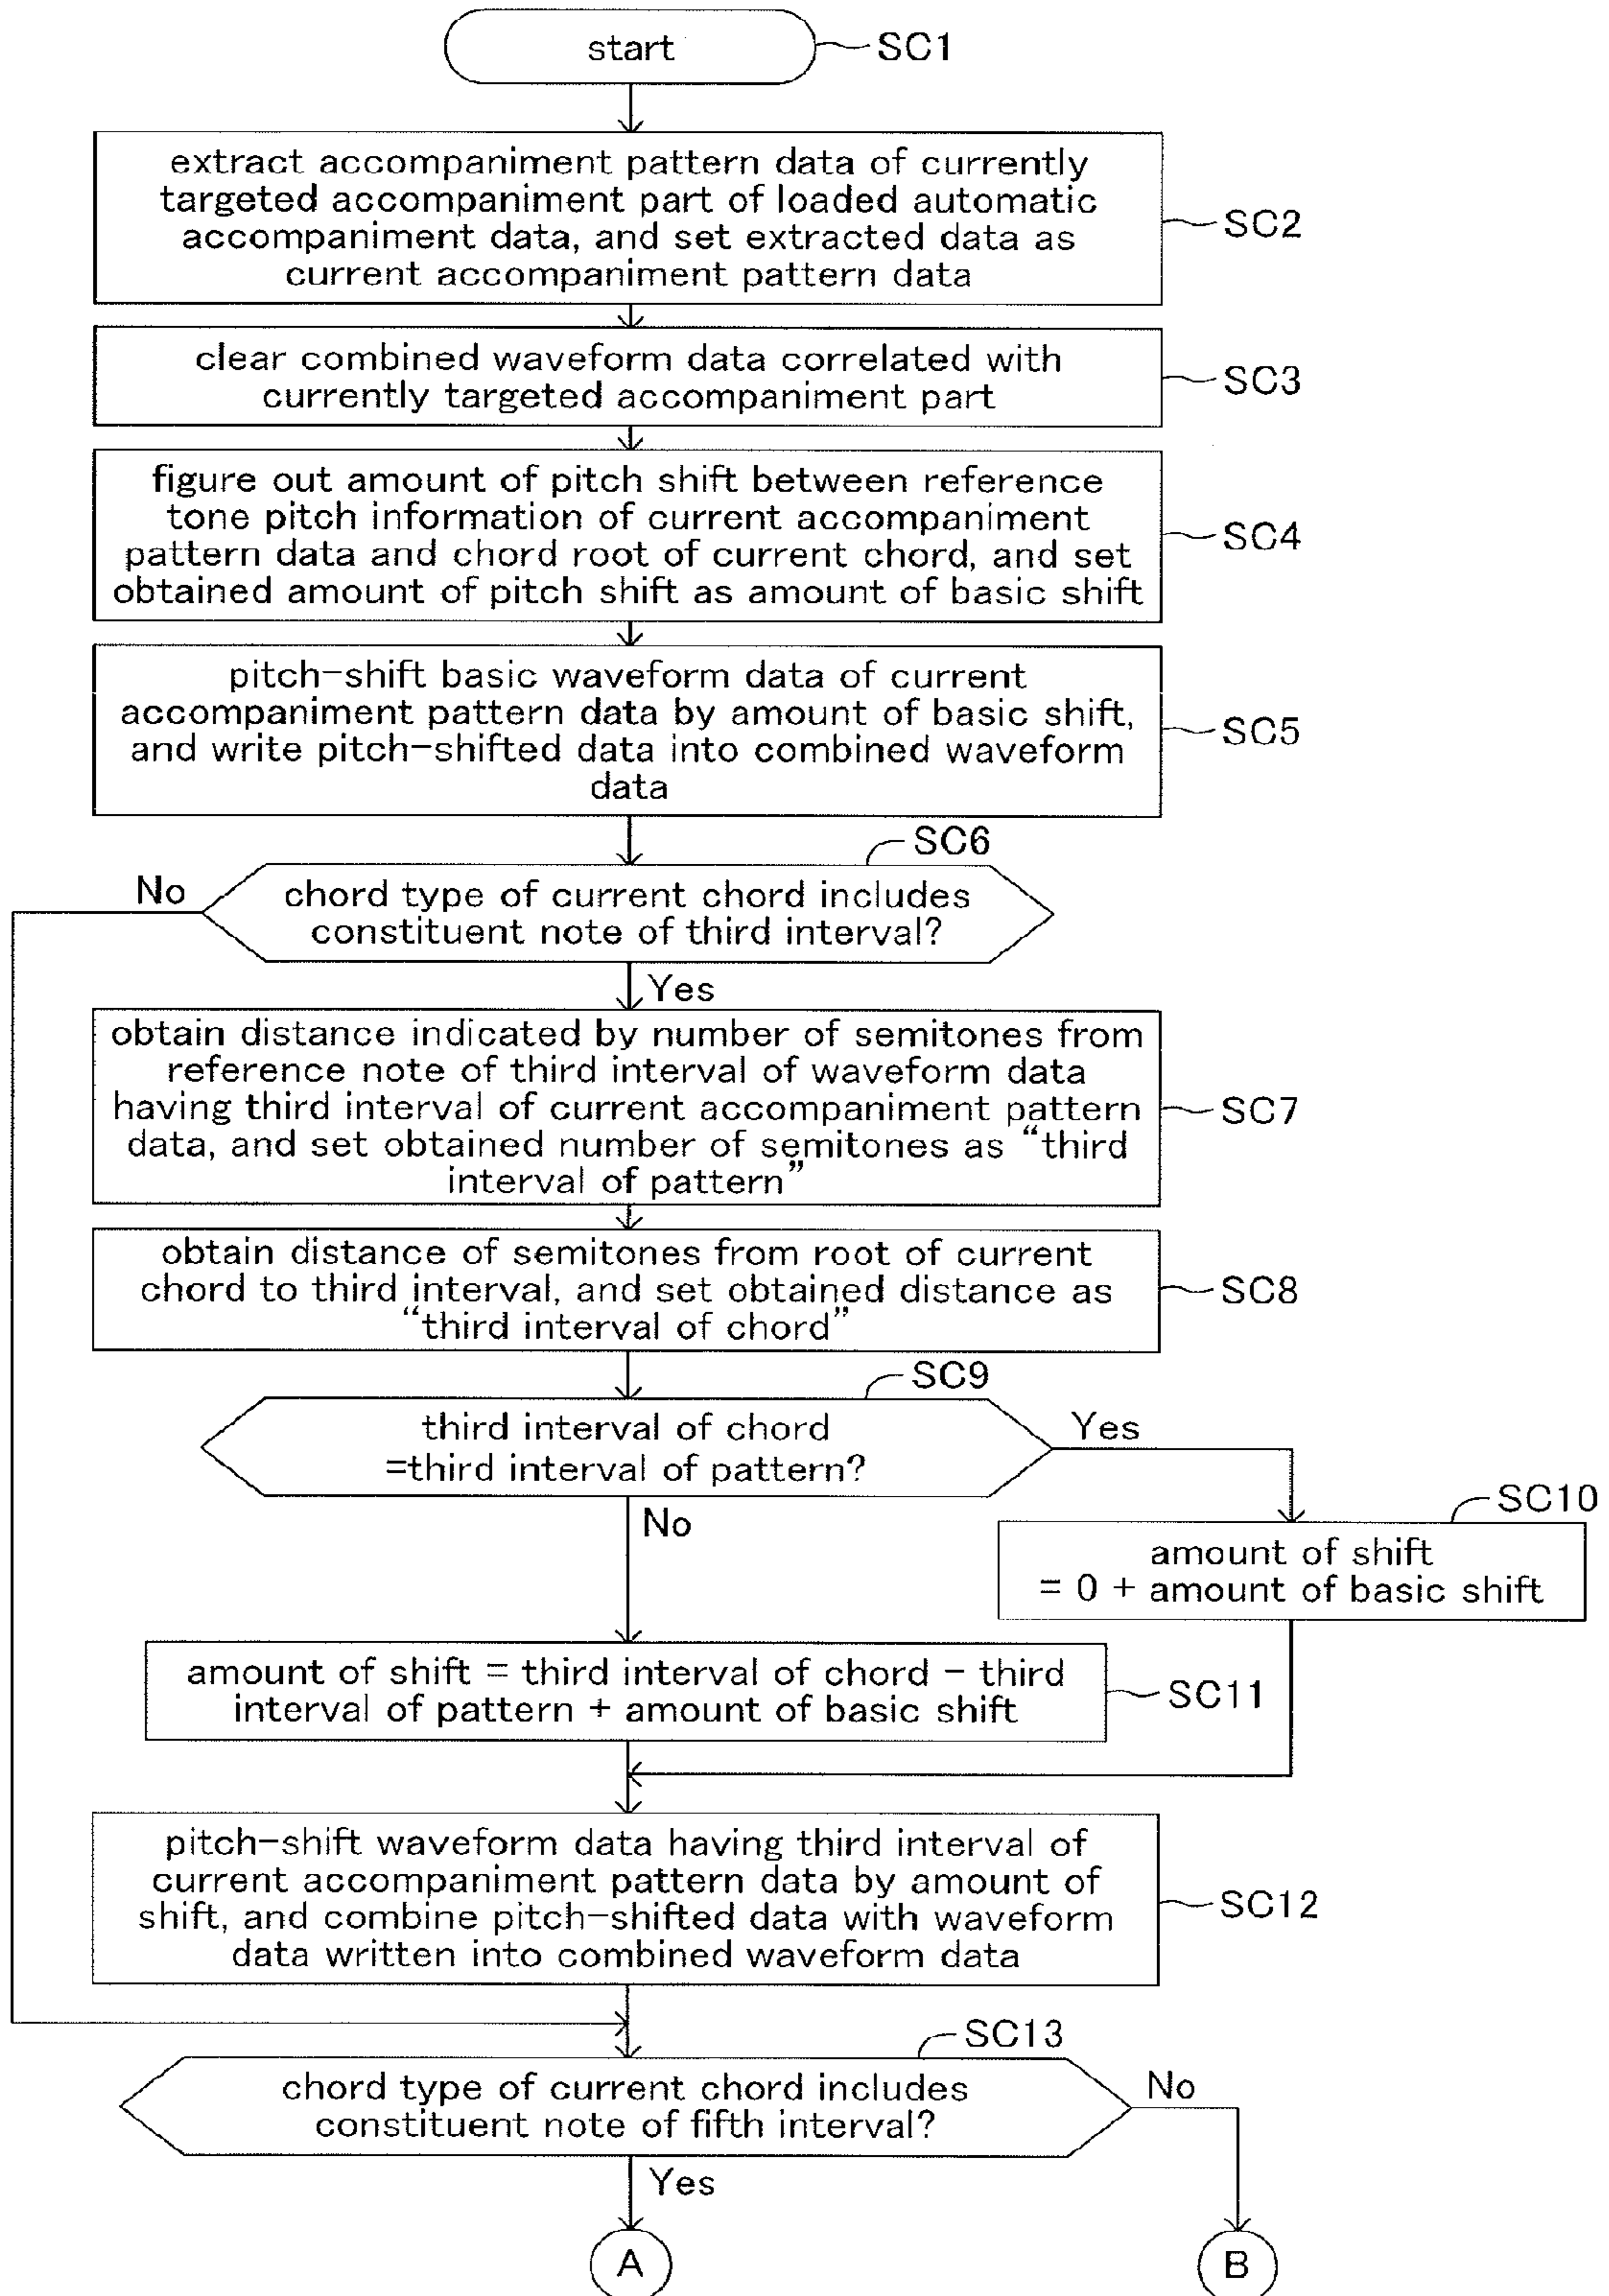 start
SC1
extract accompaniment pattern data of currently
targeted accompaniment part of loaded automatic
accompaniment data, and set extracted data as
current accompaniment pattern data
SC2
clear combined waveform data correlated with
currently targeted accompaniment part
SC3
figure out amount of pitch shift between reference
tone pitch information of current accompaniment
pattern data and chord root of current chord, and set
obtained amount of pitch shift as amount of basic shift
SC4
pitch-shift basic waveform data of current
accompaniment pattern data by amount of basic shift,
and write pitch-shifted data into combined waveform
data
SC5
SC6
No
chord type of current chord includes
constituent note of third interval?
Yes
obtain distance indicated by number of semitones from
reference note of third interval of waveform data
having third interval of current accompaniment pattern
data, and set obtained number of semitones as “third
interval of pattern”
SC7
obtain distance of semitones from root of current
chord to third interval, and set obtained distance as
“third interval of chord”
SC8
SC9
third interval of chord
=third interval of pattern?
Yes
No
SC10
amount of shift
= 0 + amount of basic shift
amount of shift = third interval of chord - third
interval of pattern + amount of basic shift
SC11
pitch-shift waveform data having third interval of
current accompaniment pattern data by amount of
shift, and combine pitch-shifted data with waveform
data written into combined waveform data
SC12
SC13
chord type of current chord includes
constituent note of fifth interval?
No
Yes
A
B